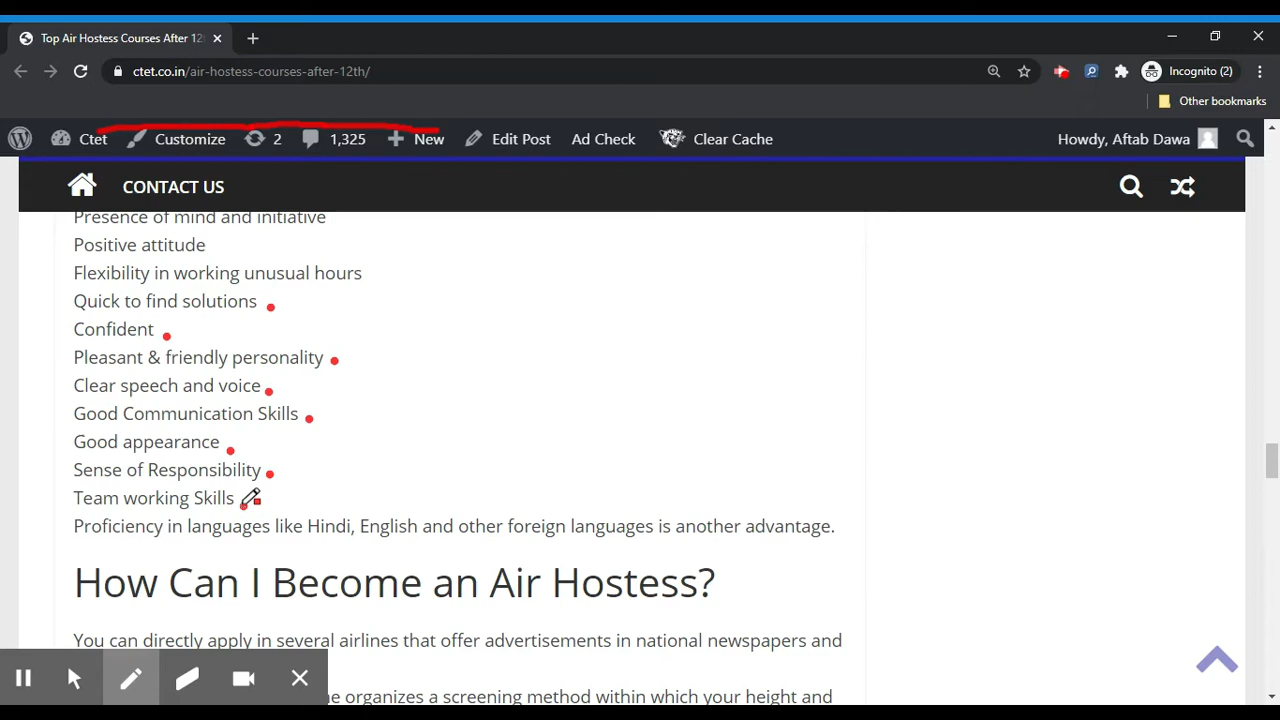 Top Air Hostess Courses After 12
ctet.co.in/air-hostess-courses-after-12th/
Incognito (2)
Other bookmarks
Ctet Customize 2 1,325 New Edit Post Ad Check Clear Cache Howdy, Aftab Dawa
CONTACT US
Presence of mind and initiative
Positive attitude
Flexibility in working unusual hours
Quick to find solutions
Confident
Pleasant & friendly personality
Clear speech and voice
Good Communication Skills
Good appearance
Sense of Responsibility
Team working Skills
Proficiency in languages like Hindi, English and other foreign languages is another advantage.
How Can I Become an Air Hostess?
You can directly apply in several airlines that offer advertisements in national newspapers and
organizes a screening method within which your height and